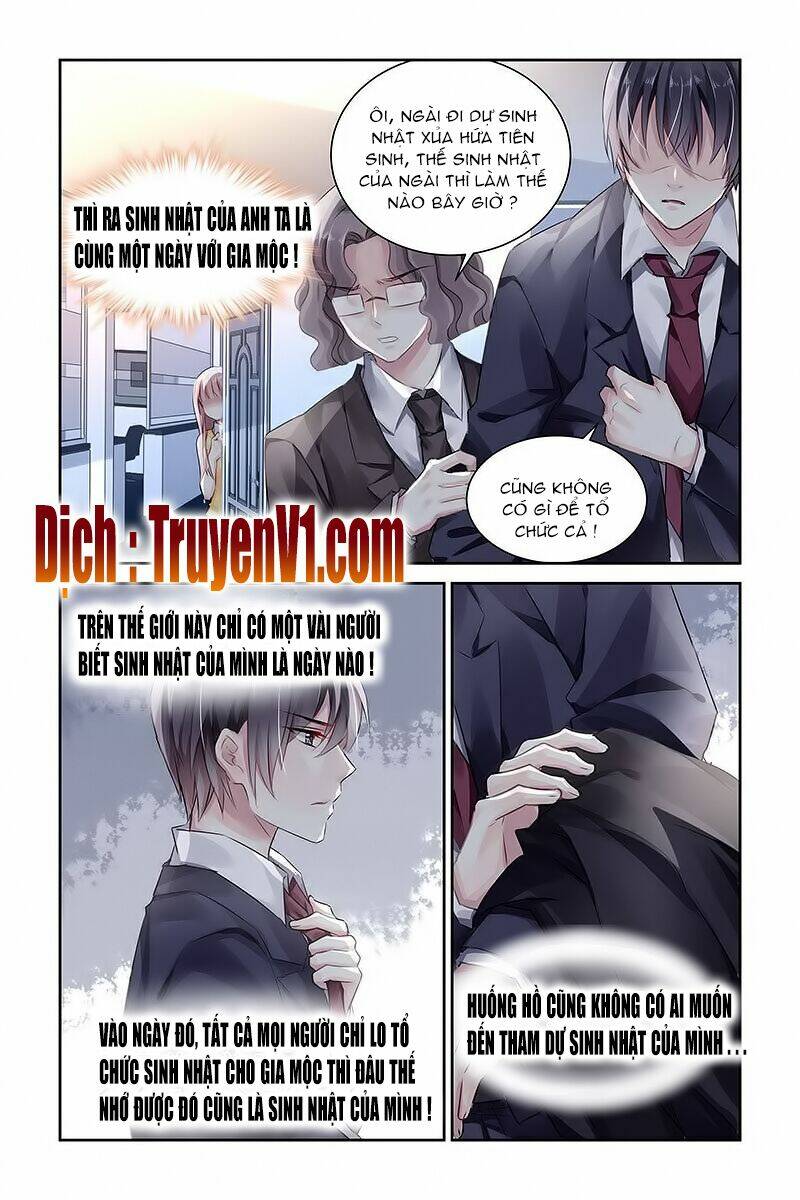 ÔI, NGÀI ĐI DỰ SINH
NHẬT XỦA HỨA TIÊN
SINH, THẾ SINH NHẬT
CỦA NGÀI THÌ LÀM THẾ
NÀO BÂY GIỜ ?
THÌ RA SINH NHẬT CỦA ANH TA LÀ
CÙNG MỘT NGÀY VỚI GIA MỘC !
CŨNG KHÔNG
CÓ GÌ ĐỂ TỔ
CHỨC CẢ !
Dịch : TruyenV1.com
TRÊN THẾ GIỚI NÀY CHỈ CÓ MỘT VÀI NGƯỜI
BIẾT SINH NHẬT CỦA MÌNH LÀ NGÀY NÀO !
VÀO NGÀY ĐÓ, TẤT CẢ MỌI NGƯỜI CHỈ LO TỔ
CHỨC SINH NHẬT CHO GIA MỘC THÌ ĐÂU THẾ
NHỚ ĐƯỢC ĐÓ CŨNG LÀ SINH NHẬT CỦA MÌNH !
HUỐNG HỒ CŨNG KHÔNG CÓ AI MUỐN
ĐẾN THAM DỰ SINH NHẬT CỦA MÌNH . . .